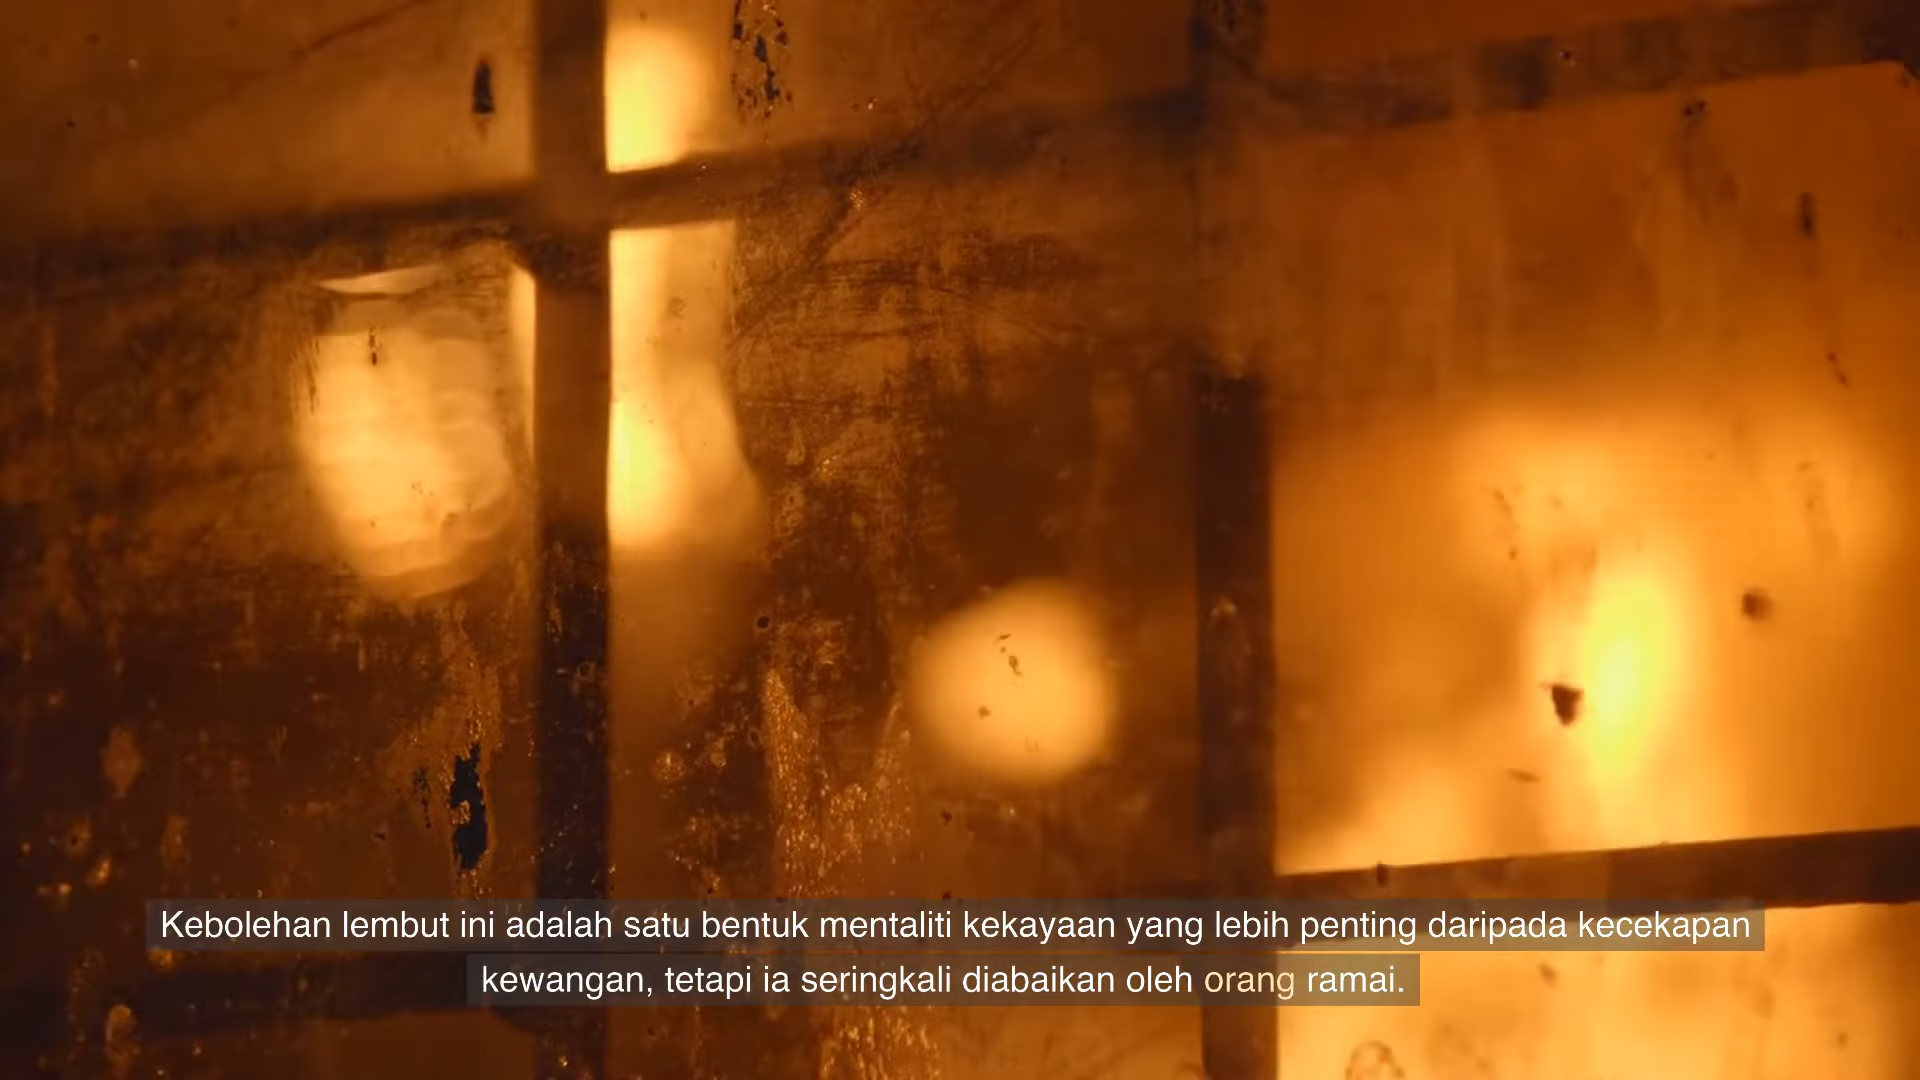 Kebolehan lembut ini adalah satu bentuk mentaliti kekayaan yang lebih penting daripada kecekapan
kewangan, tetapi ia seringkali diabaikan oleh orang ramai.